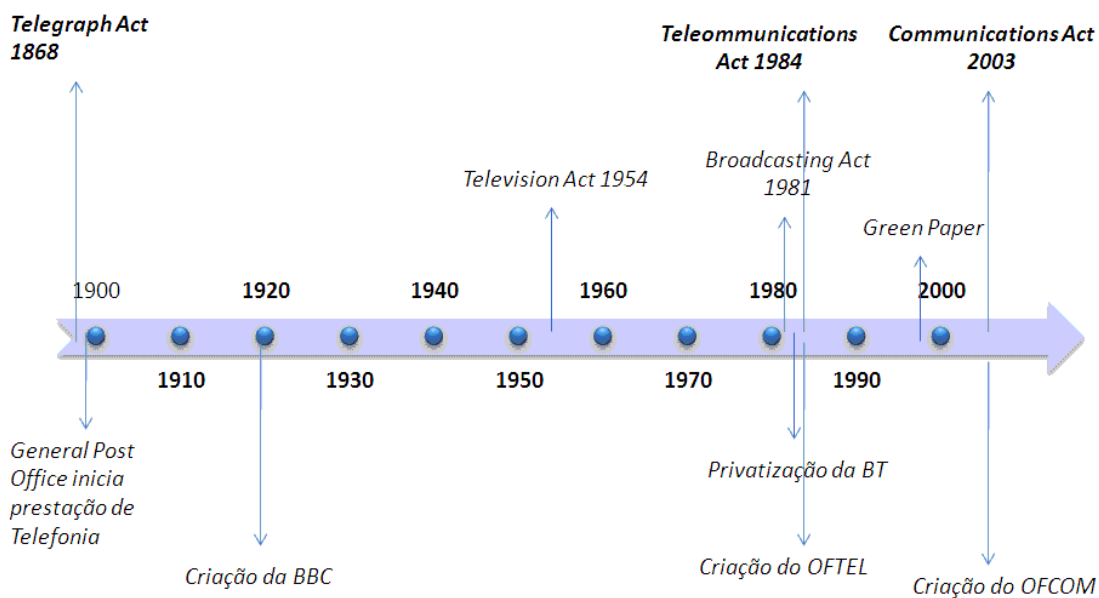 Telegraph Act
1868
Teleommunications
Act 1984
Communications Act
2003
Television Act 1954
Broadcasting Act
1981
Green Paper
1900
1920
1940
1960
1980
2000
1910
1930
1950
1970
1990
General Post
Office inicia
prestação de
Telefonia
Privatização da BT
Criação da BBC
Criação do OFTEL
Criação do OFCOM